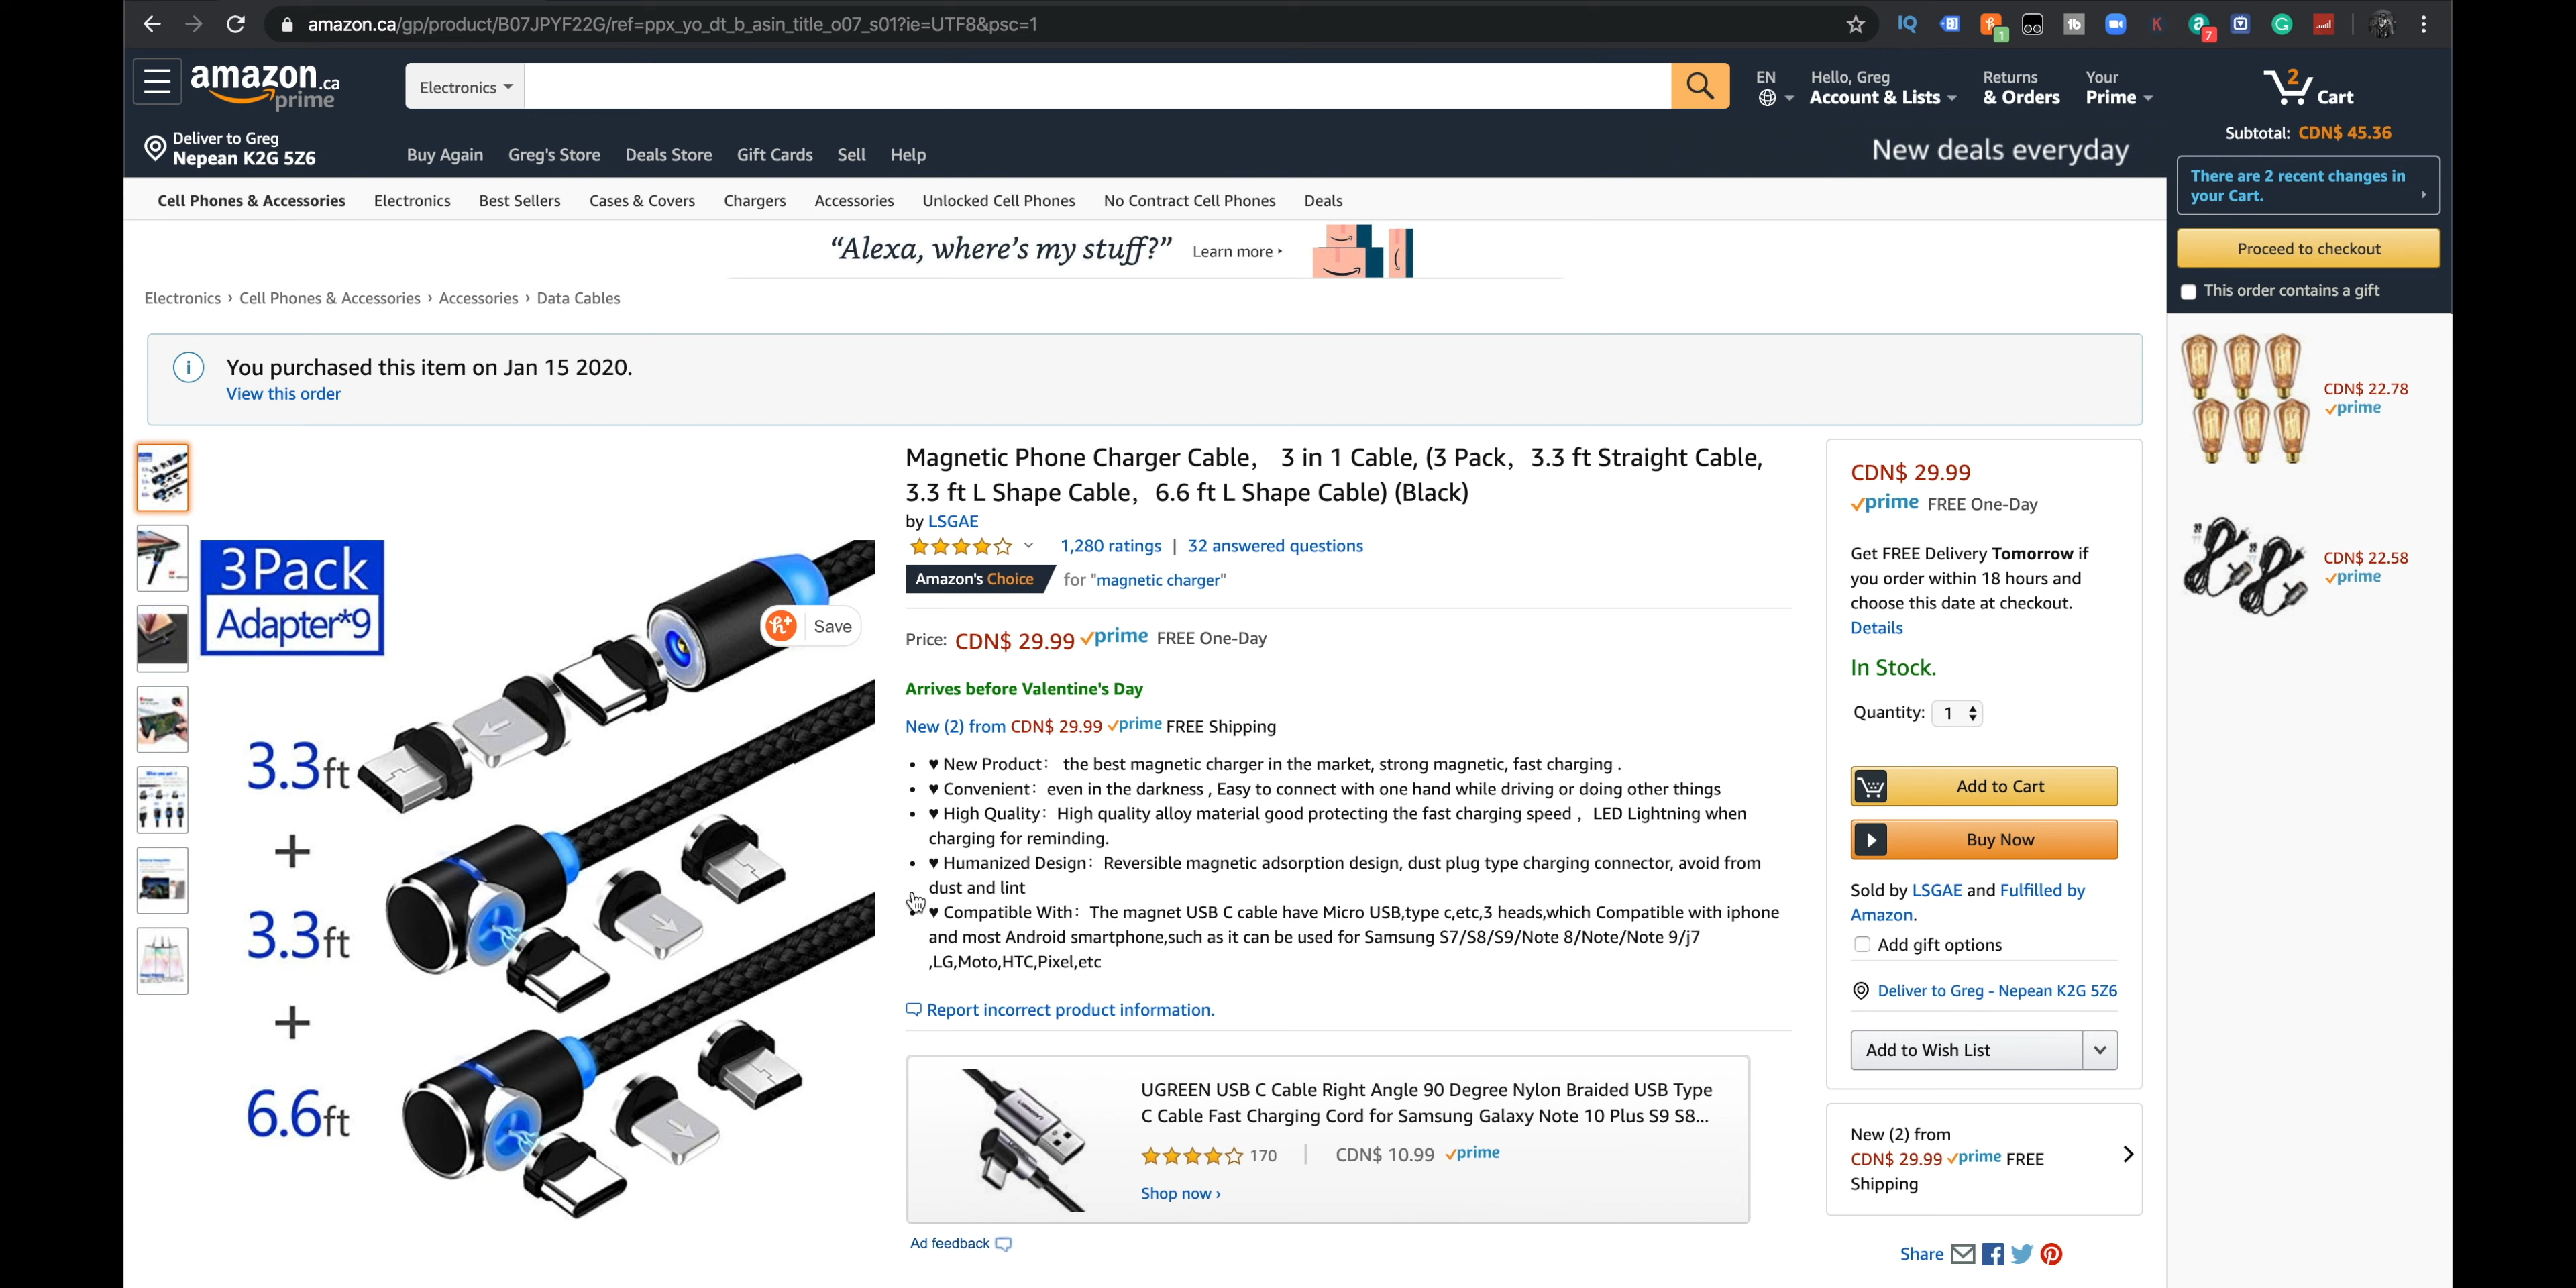 amazon.ca/gp/product/B07JPYF22G/ref=ppx_yo_dt_b_asin_title_o07_s01?ie=UTF8&psc=1
IQ
1
tb
K
a
7
amazon.ca
prime
Electronics
EN
Hello, Greg
Account & Lists
Returns
& Orders
Your
Prime
2
Cart
Deliver to Greg
Nepean K2G 5Z6
Buy Again Greg's Store Deals Store Gift Cards Sell Help
New deals everyday
Subtotal: CDN$ 45.36
There are 2 recent changes in
your Cart.
Proceed to checkout
This order contains a gift
Cell Phones & Accessories Electronics Best Sellers Cases & Covers Chargers Accessories Unlocked Cell Phones No Contract Cell Phones Deals
“Alexa, where’s my stuff?” Learn more ‣
Electronics › Cell Phones & Accessories › Accessories › Data Cables
You purchased this item on Jan 15 2020.
View this order
CDN$ 22.78
prime
CDN$ 22.58
prime
3Pack
Adapter*9
h+ Save
3.3ft
+
3.3ft
+
6.6ft
Magnetic Phone Charger Cable， 3 in 1 Cable, (3 Pack，3.3 ft Straight Cable,
3.3 ft L Shape Cable，6.6 ft L Shape Cable) (Black)
by LSGAE
1,280 ratings | 32 answered questions
Amazon's Choice for "magnetic charger"
Price: CDN$ 29.99 prime FREE One-Day
Arrives before Valentine's Day
New (2) from CDN$ 29.99 prime FREE Shipping
• ♥ New Product： the best magnetic charger in the market, strong magnetic, fast charging .
• ♥ Convenient：even in the darkness , Easy to connect with one hand while driving or doing other things
• ♥ High Quality：High quality alloy material good protecting the fast charging speed，LED Lightning when
charging for reminding.
• ♥ Humanized Design：Reversible magnetic adsorption design, dust plug type charging connector, avoid from
dust and lint
♥ Compatible With：The magnet USB C cable have Micro USB,type c,etc,3 heads,which Compatible with iphone
and most Android smartphone,such as it can be used for Samsung S7/S8/S9/Note 8/Note/Note 9/j7
,LG,Moto,HTC,Pixel,etc
Report incorrect product information.
UGREEN USB C Cable Right Angle 90 Degree Nylon Braided USB Type
C Cable Fast Charging Cord for Samsung Galaxy Note 10 Plus S9 S8...
170 | CDN$ 10.99 prime
Shop now ›
Ad feedback
CDN$ 29.99
prime FREE One-Day
Get FREE Delivery Tomorrow if
you order within 18 hours and
choose this date at checkout.
Details
In Stock.
Quantity: 1
Add to Cart
Buy Now
Sold by LSGAE and Fulfilled by
Amazon.
Add gift options
Deliver to Greg - Nepean K2G 5Z6
Add to Wish List
New (2) from
CDN$ 29.99 prime FREE
Shipping
Share